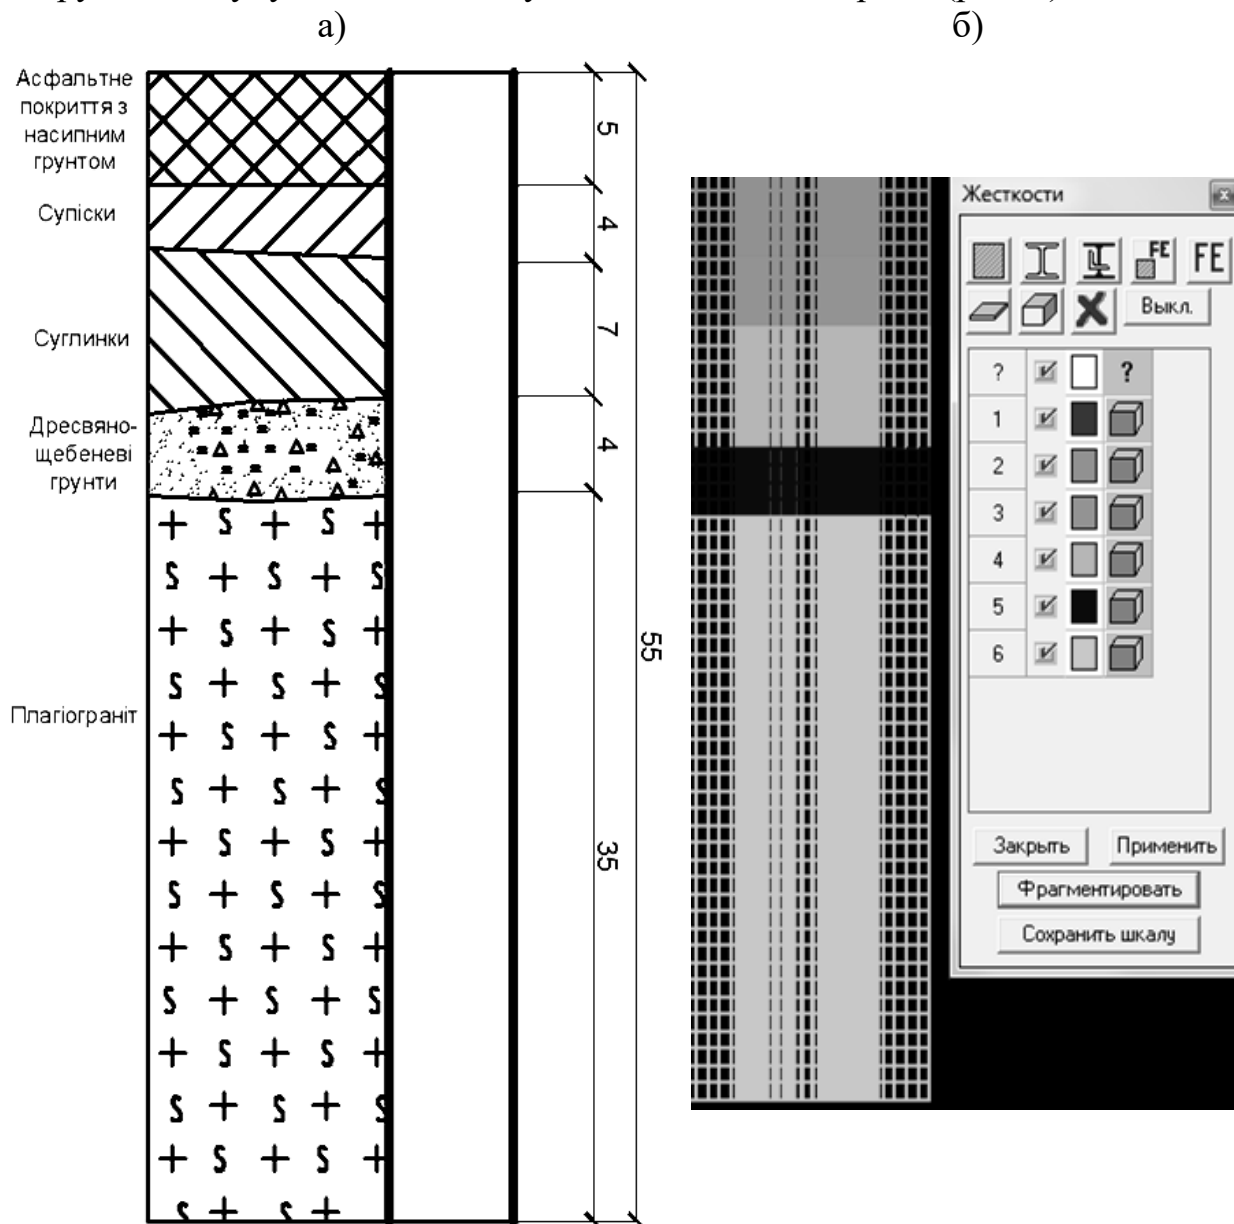 а)
б)
Асфальтне
покриття з
насипним
грунтом
Супіски
Суглинки
Дресвяно-
щебеневі
грунти
Плагіограніт
5
4
7
4
35
55
Жесткости
FE
FE
Выкл.
?
?
1
2
3
4
5
6
Закрыть
Применить
Фрагментировать
Сохранить шкалу